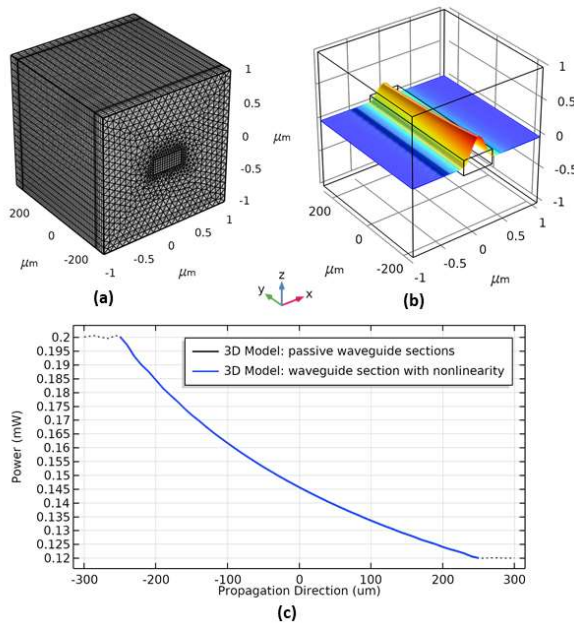 1
0.5
0
μm
-0.5
-1
200
0
-200
μm
-1
-0.5
0
0.5
1
μm
(a)
1
0.5
0
μm
-0.5
-1
200
0
-200
μm
-1
-0.5
0
0.5
1
μm
(b)
z
y
x
3D Model: passive waveguide sections
3D Model: waveguide section with nonlinearity
Power (mW)
0.2
0.195
0.19
0.185
0.18
0.175
0.17
0.165
0.16
0.155
0.15
0.145
0.14
0.135
0.13
0.125
0.12
-300 -200 -100 0 100 200 300
Propagation Direction (um)
(c)